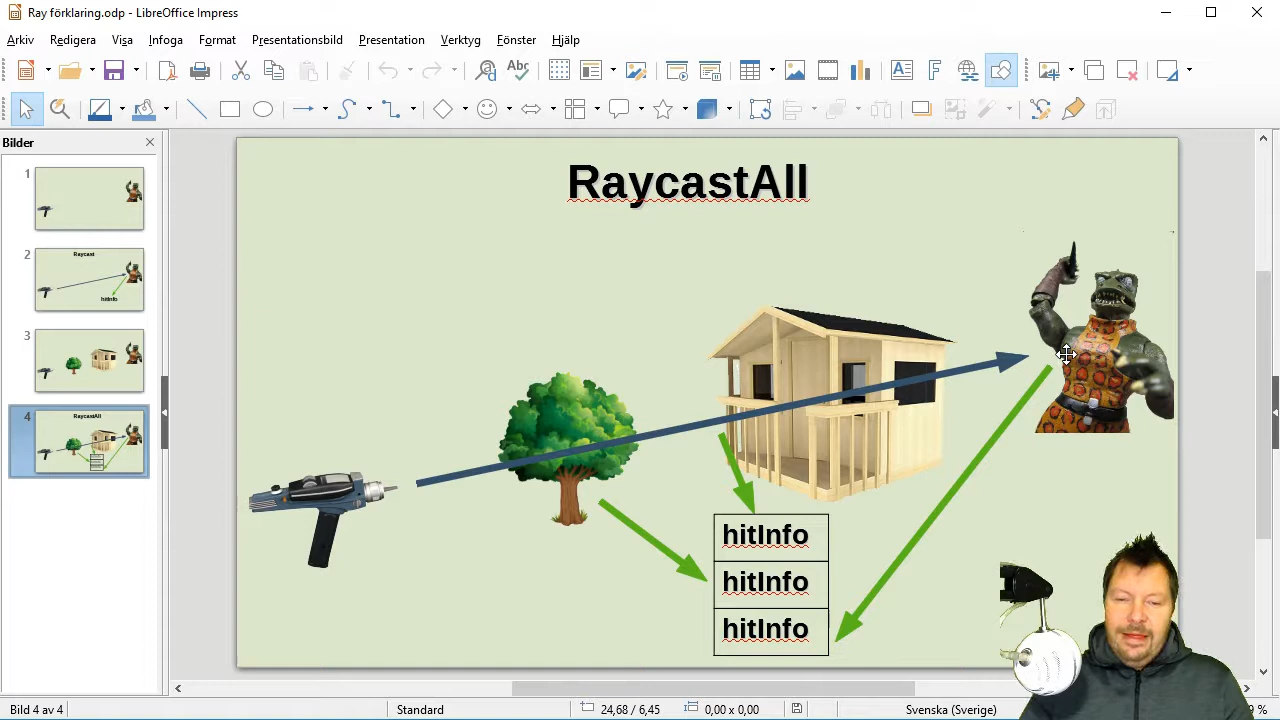 Ray förklaring.odp - LibreOffice Impress
Arkiv Redigera Visa Infoga Format Presentationsbild Presentation Verktyg Fönster Hjälp
Abc
Bilder
1
2
Raycast
hitInfo
3
4
RaycastAll
RaycastAll
hitInfo
hitInfo
hitInfo
Bild 4 av 4 Standard 24,68 / 6,45 0,00 x 0,00 Svenska (Sverige) %